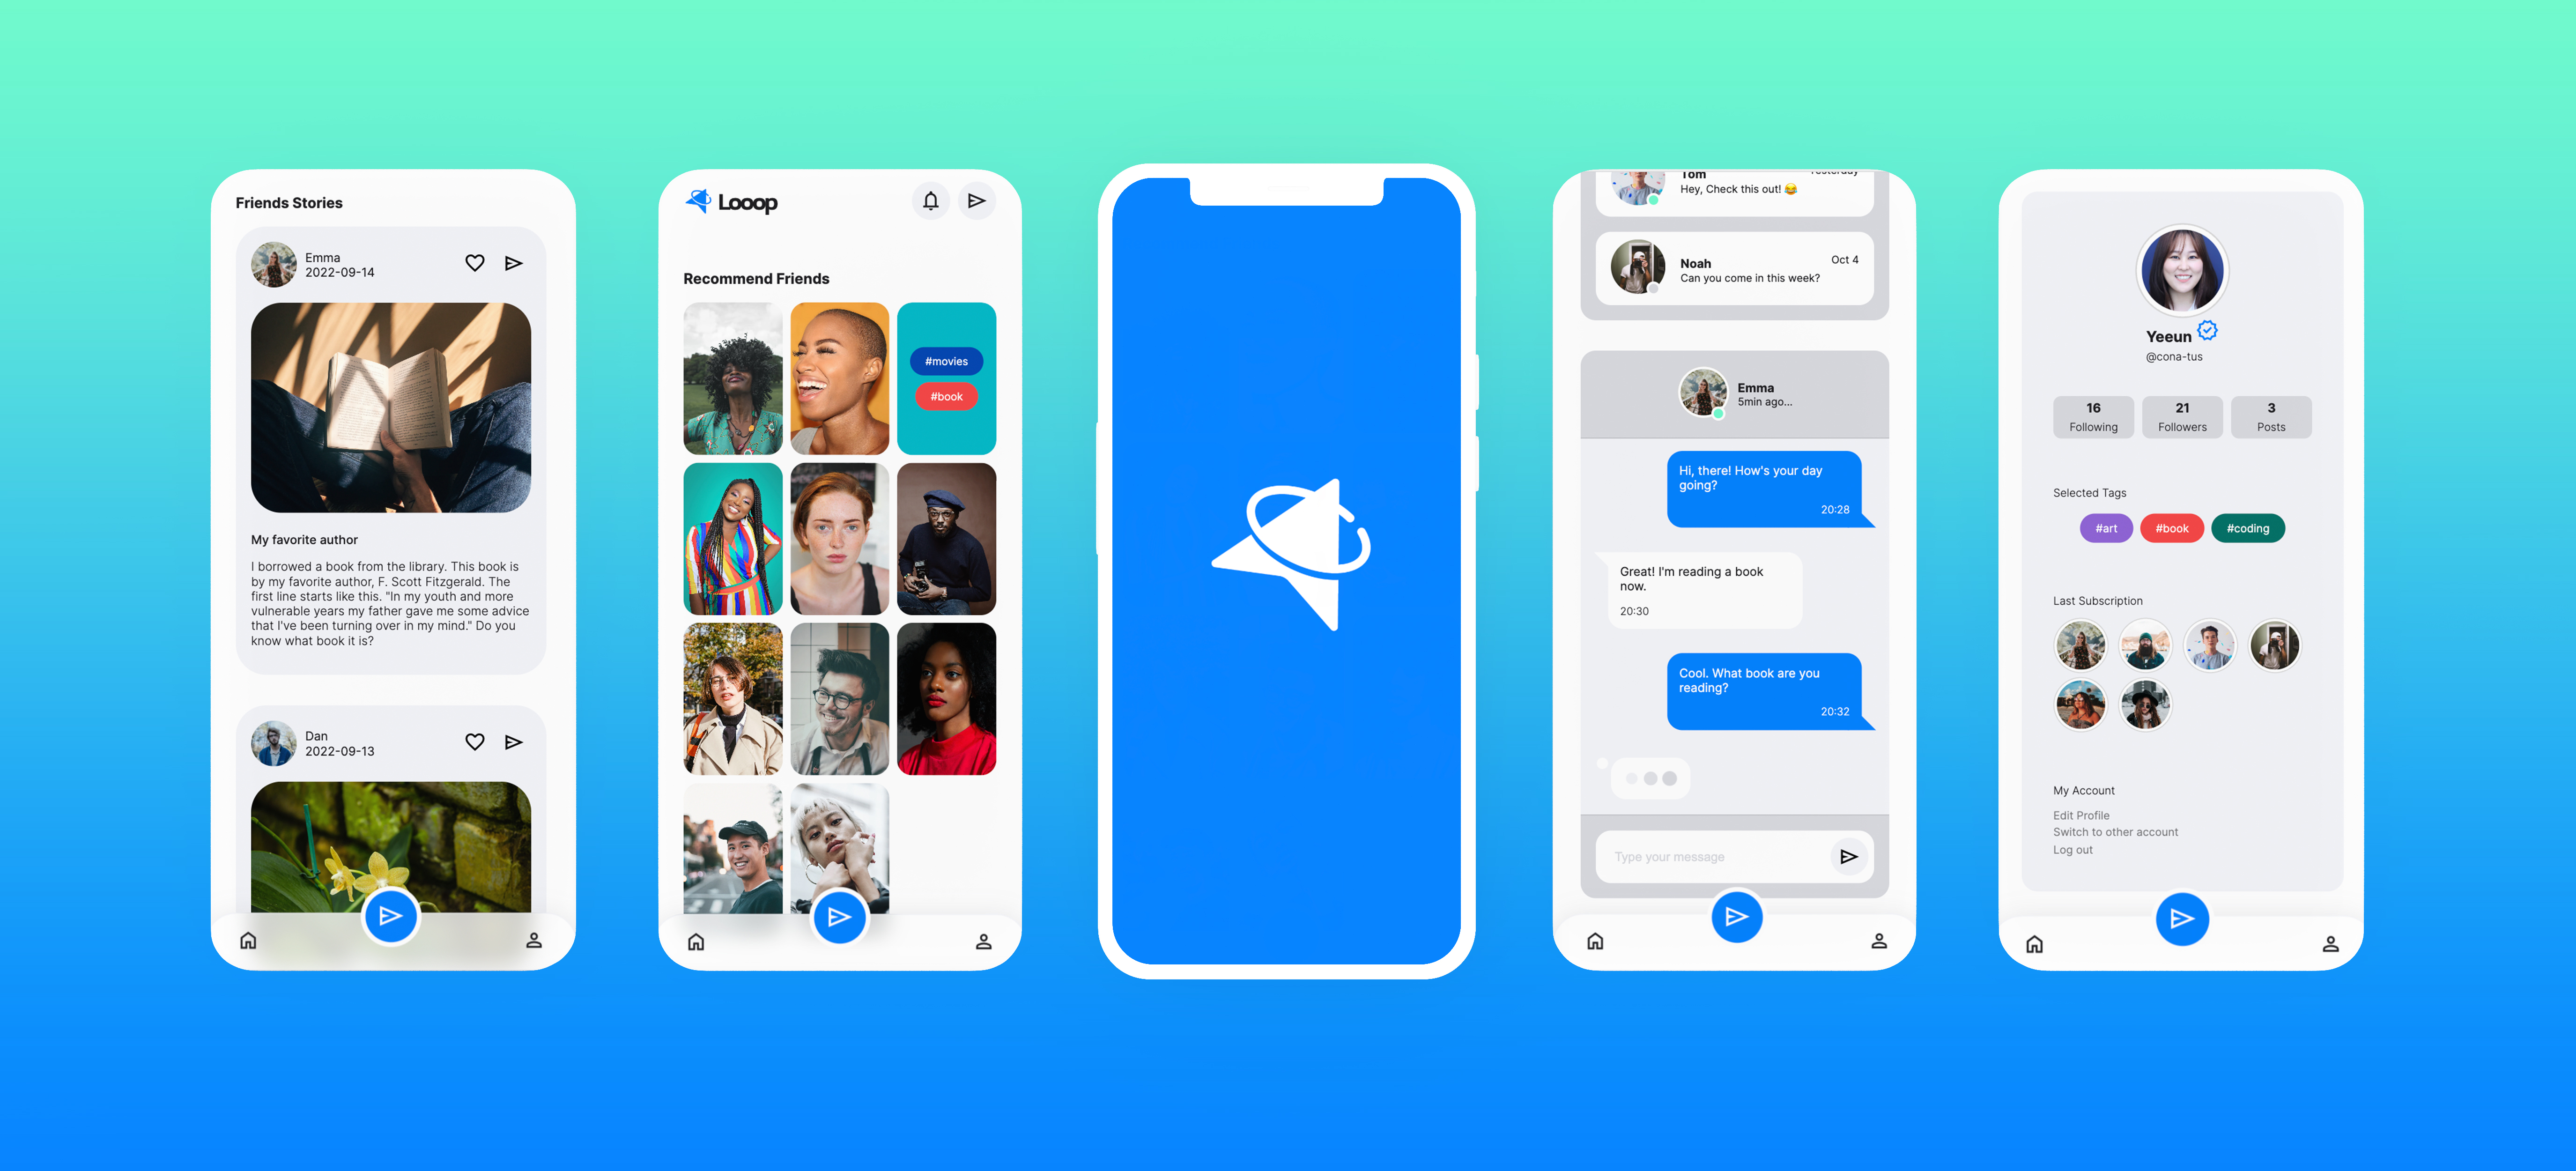 Friends Stories
Emma
2022-09-14
My favorite author
I borrowed a book from the library. This book is
by my favorite author, F. Scott Fitzgerald. The
first line starts like this. "In my youth and more
vulnerable years my father gave me some advice
that I've been turning over in my mind." Do you
know what book it is?
Dan
2022-09-13
Looop
Recommend Friends
#movies
#book
Tom
Yesterday
Hey, Check this out! 😂
Noah
Oct 4
Can you come in this week?
Emma
5min ago...
Hi, there! How's your day
going?
20:28
Great! I'm reading a book
now.
20:30
Cool. What book are you
reading?
20:32
Type your message
Yeeun
@cona-tus
16
Following
21
Followers
3
Posts
Selected Tags
#art
#book
#coding
Last Subscription
My Account
Edit Profile
Switch to other account
Log out